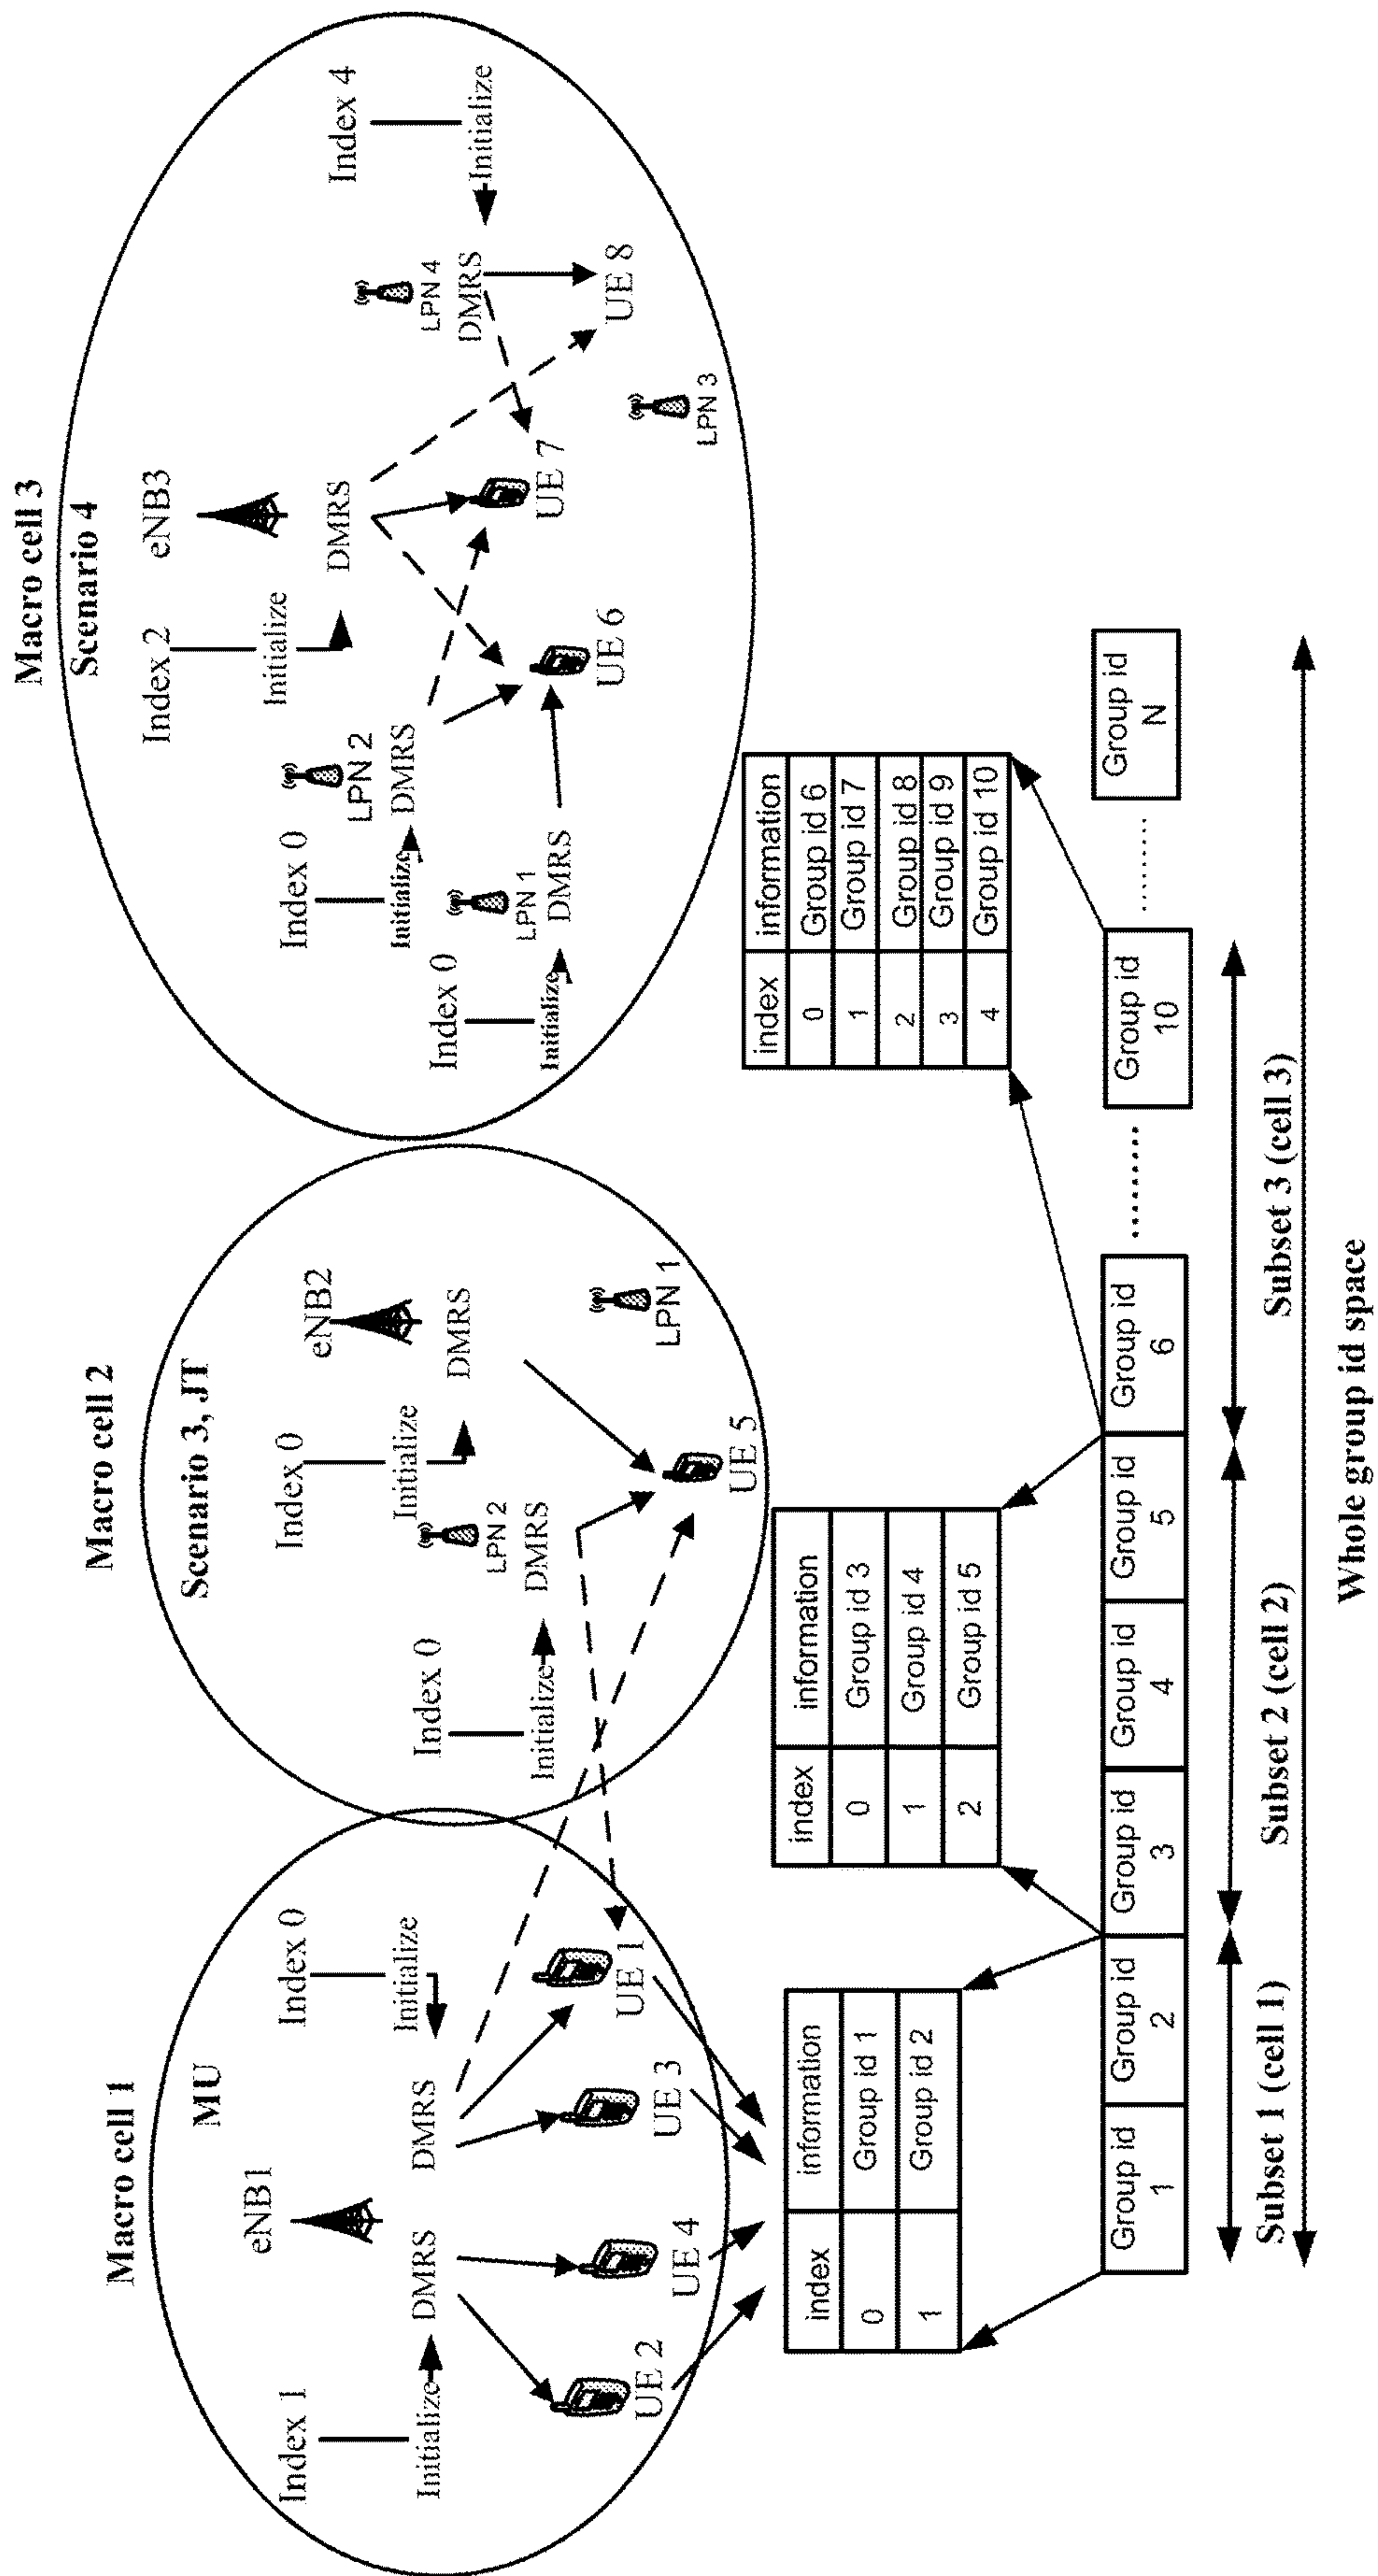 Macro cell 1
MU
eNB1
Index 1
Initialize
DMRS
DMRS
Index 0
Initialize
UE 2
UE 4
UE 3
UE 1
Macro cell 2
Scenario 3, JT
Index 0
Initialize
eNB2
DMRS
Index 0
Initialize
LPN 2
DMRS
LPN 1
UE 5
Macro cell 3
Scenario 4
Index 2
Initialize
eNB3
DMRS
Index 4
Initialize
Index 0
Initialize
LPN 2
DMRS
LPN 4
DMRS
Index 0
Initialize
LPN 1
DMRS
UE 6
UE 7
UE 8
LPN 3
index information
0 Group id 1
1 Group id 2
index information
0 Group id 3
1 Group id 4
2 Group id 5
index information
0 Group id 6
1 Group id 7
2 Group id 8
3 Group id 9
4 Group id 10
Group id
1
Group id
2
Group id
3
Group id
4
Group id
5
Group id
6
Group id
10
Group id
N
Subset 1 (cell 1)
Subset 2 (cell 2)
Subset 3 (cell 3)
Whole group id space